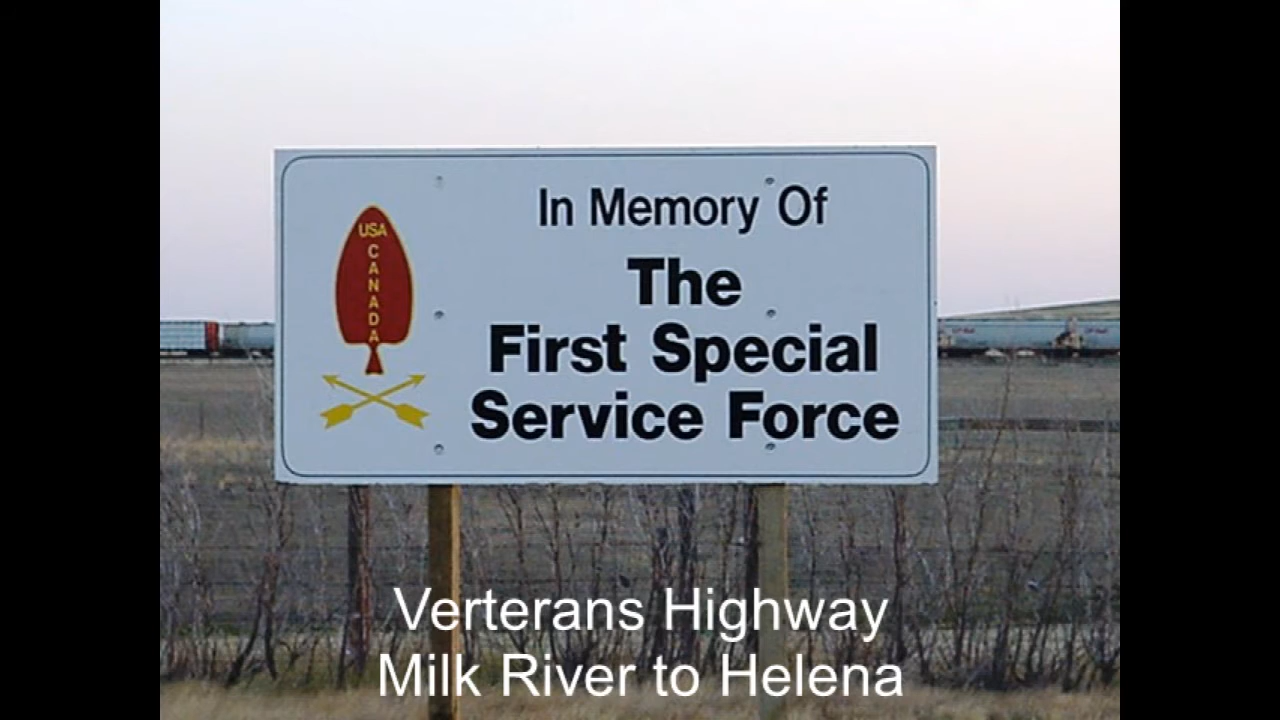 In Memory Of
The
First Special
Service Force
USA
CANADA
Verterans Highway
Milk River to Helena